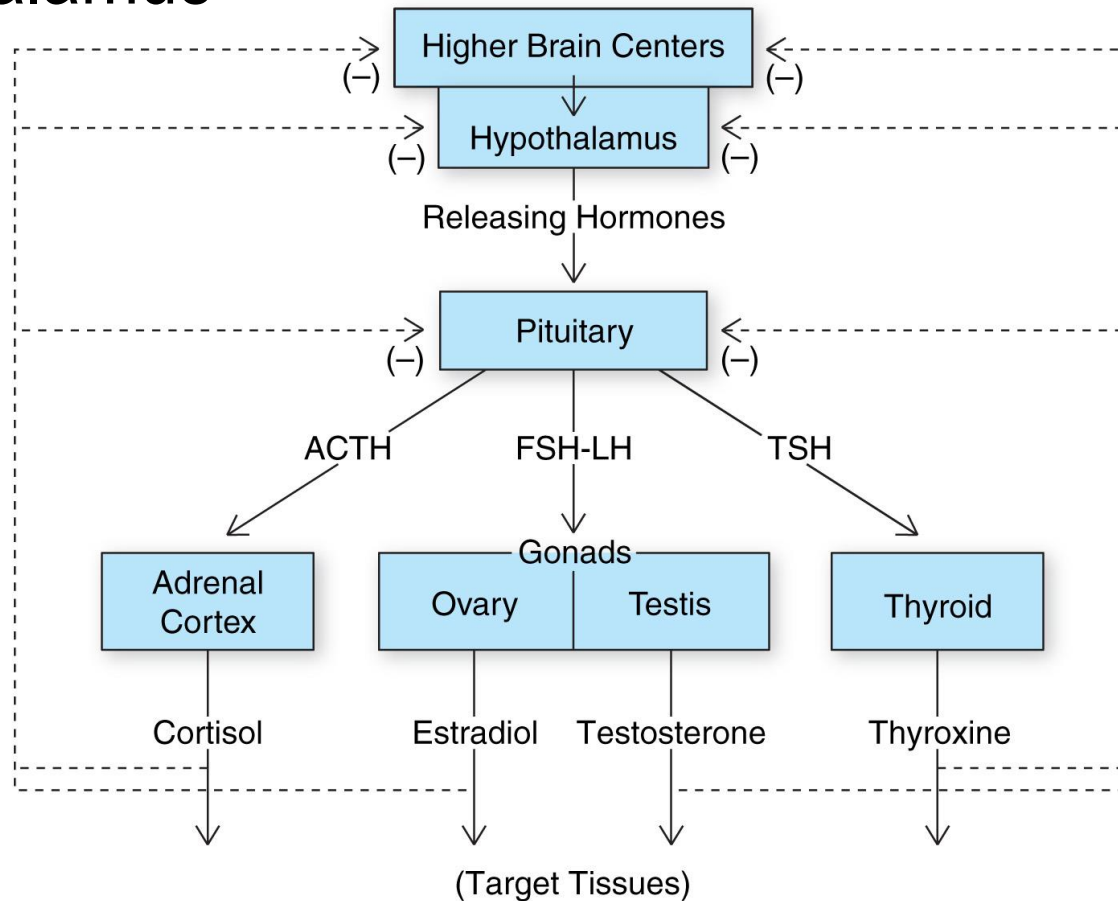 Higher Brain Centers
(–) (–)
Hypothalamus
(–) (–)
Releasing Hormones
Pituitary
(–) (–)
ACTH FSH-LH TSH
Gonads
Adrenal
Cortex
Ovary Testis Thyroid
Cortisol Estradiol Testosterone Thyroxine
(Target Tissues)